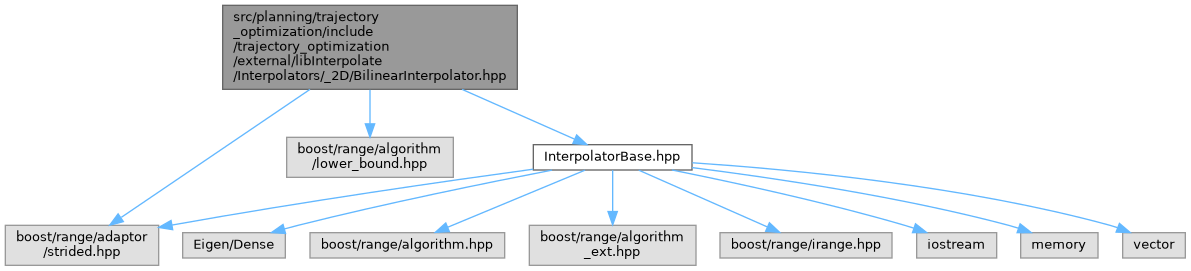 src/planning/trajectory
_optimization/include
/trajectory_optimization
/external/libInterpolate
/Interpolators/_2D/BilinearInterpolator.hpp
boost/range/algorithm
/lower_bound.hpp
InterpolatorBase.hpp
boost/range/adaptor
/strided.hpp
Eigen/Dense
boost/range/algorithm.hpp
boost/range/algorithm
_ext.hpp
boost/range/irange.hpp
iostream
memory
vector